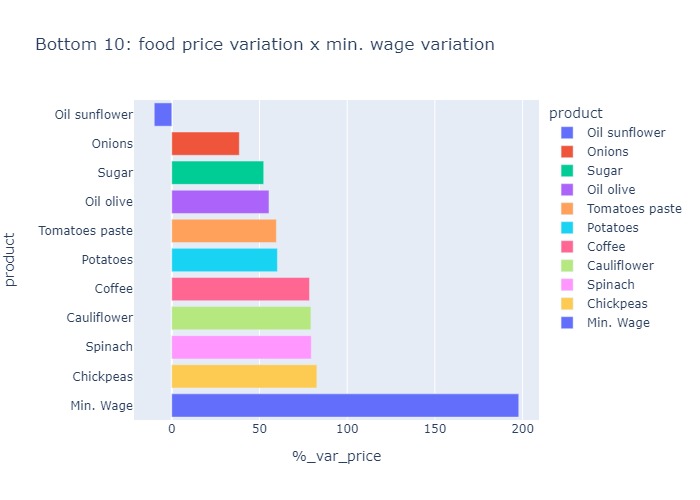 Bottom 10: food price variation x min. wage variation
product
Oil sunflower
Onions
Sugar
Oil olive
Tomatoes paste
Potatoes
Coffee
Cauliflower
Spinach
Chickpeas
Min. Wage
0 50 100 150 200
%_var_price
product
Oil sunflower
Onions
Sugar
Oil olive
Tomatoes paste
Potatoes
Coffee
Cauliflower
Spinach
Chickpeas
Min. Wage